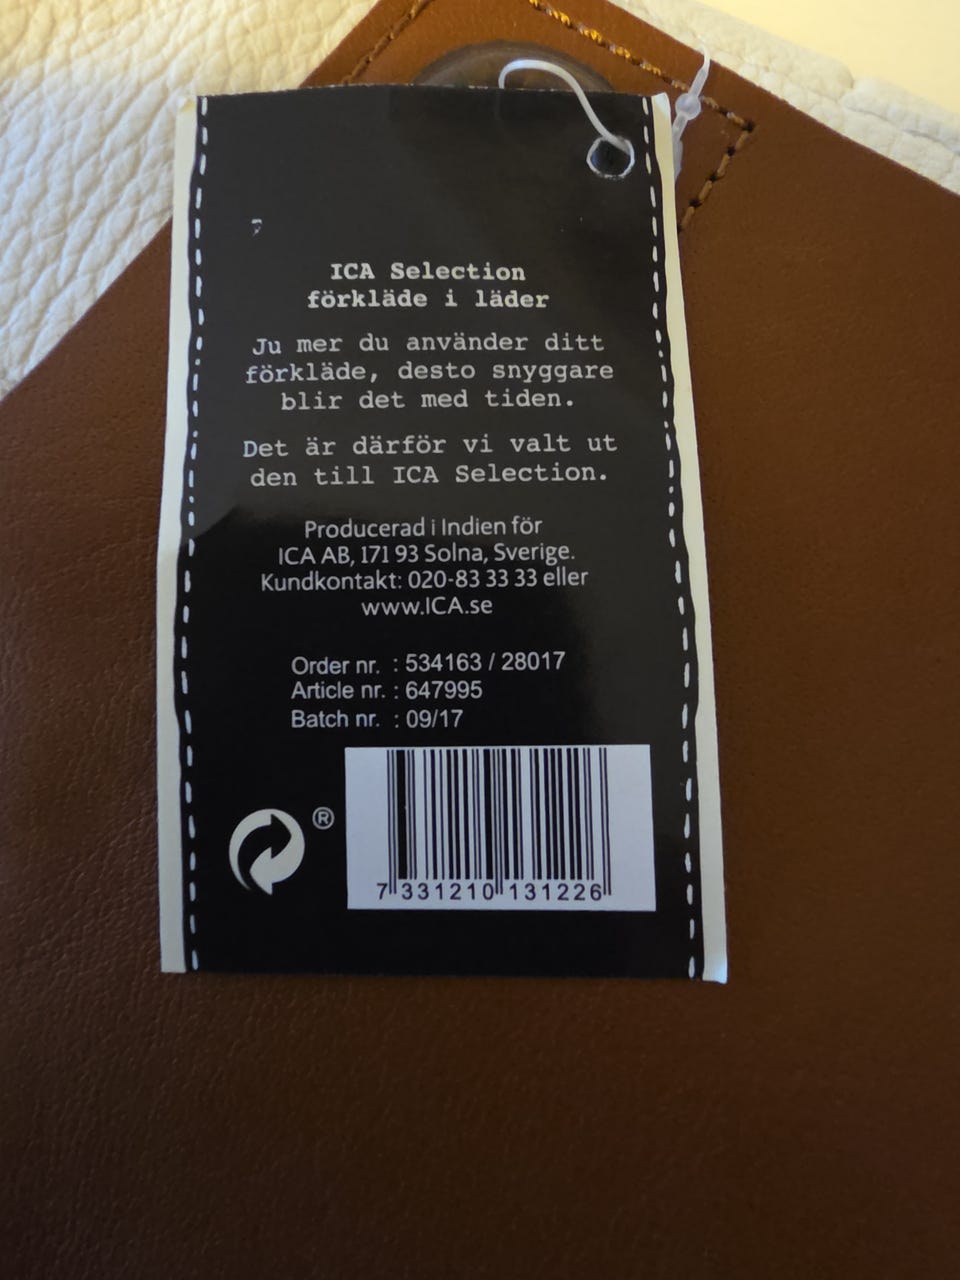 ICA Selection
förkläde i läder
Ju mer du använder ditt
förkläde, desto snyggare
blir det med tiden.
Det är därför vi valt ut
den till ICA Selection.
Producerad i Indien för
ICA AB, 171 93 Solna, Sverige.
Kundkontakt: 020-83 33 33 eller
www.ICA.se
Order nr. : 534163 / 28017
Article nr. : 647995
Batch nr. : 09/17
®
7 331210 131226